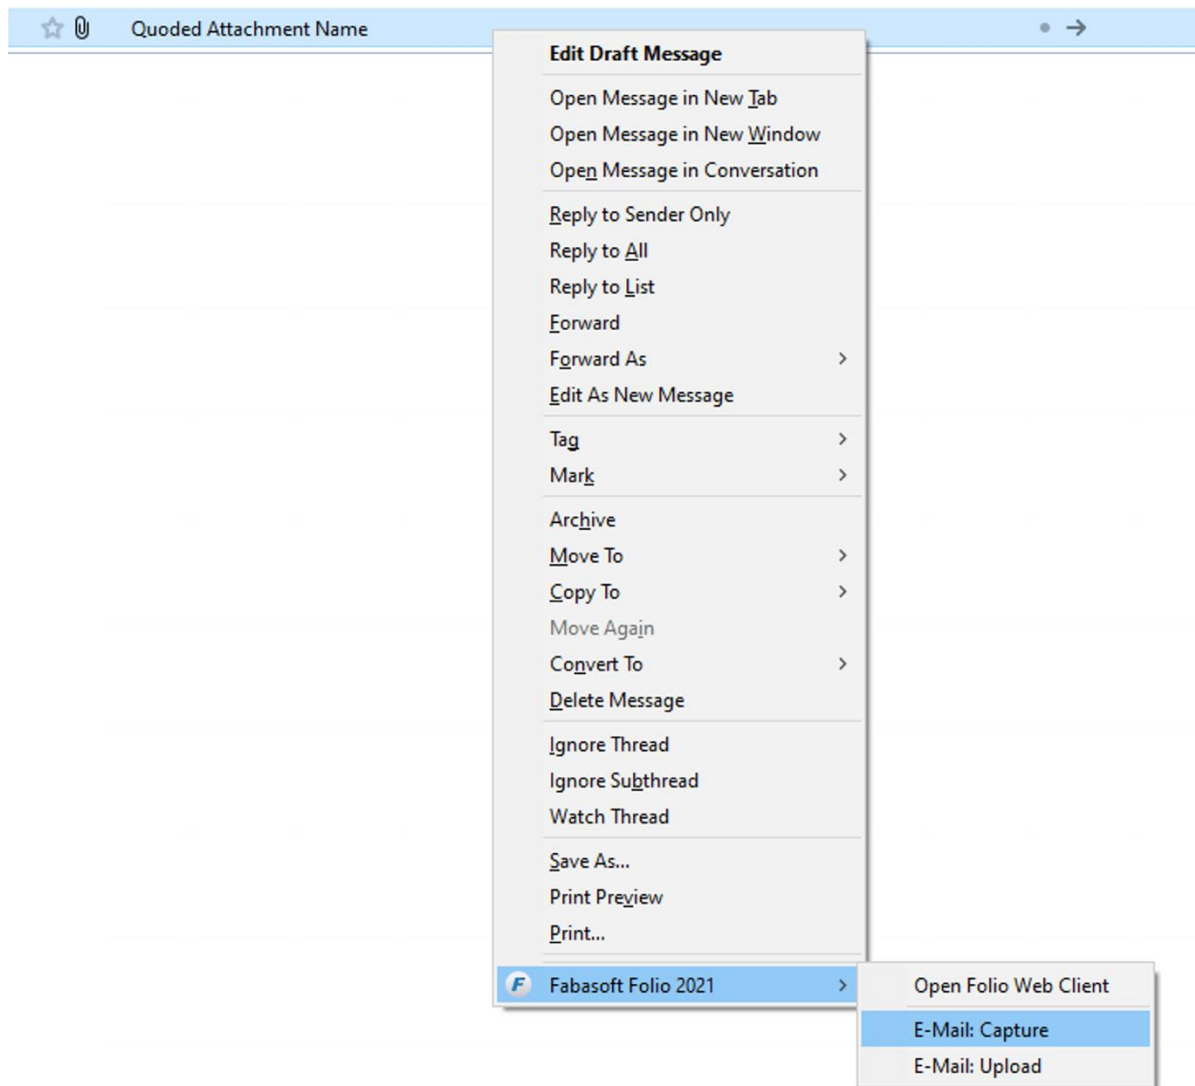 Quoded Attachment Name
Edit Draft Message
Open Message in New Tab
Open Message in New Window
Open Message in Conversation
Reply to Sender Only
Reply to All
Reply to List
Forward
Forward As
Edit As New Message
Tag
Mark
Archive
Move To
Copy To
Move Again
Convert To
Delete Message
Ignore Thread
Ignore Subthread
Watch Thread
Save As...
Print Preview
Print...
F Fabasoft Folio 2021
Open Folio Web Client
E-Mail: Capture
E-Mail: Upload